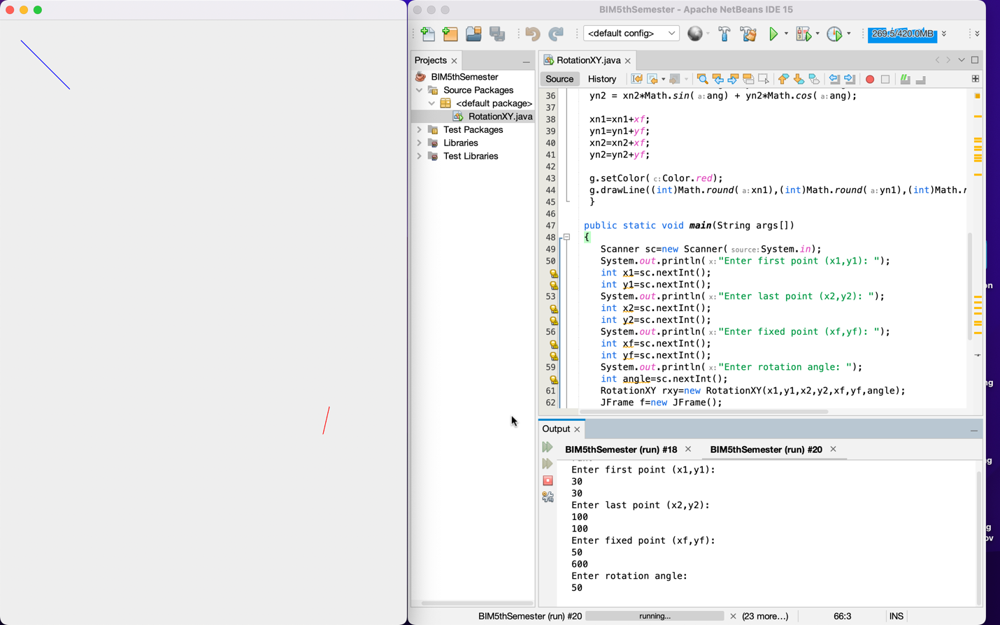 BIM5thSemester - Apache NetBeans IDE 15
<default config>
269.5/420.0MB
Projects
RotationXY.java
BIM5thSemester
Source Packages
<default package>
RotationXY.java
Test Packages
Libraries
Test Libraries
Source
History
36 yn2 = xn2*Math.sin( a:ang) + yn2*Math.cos( a:ang);
37
38 xn1=xn1+xf;
39 yn1=yn1+yf;
40 xn2=xn2+xf;
41 yn2=yn2+yf;
42
43 g.setColor( c:Color.red);
44 g.drawLine((int)Math.round( a:xn1),(int)Math.round( a:yn1),(int)Math.r
45 }
46
47 public static void main(String args[])
48 {
49 Scanner sc=new Scanner( source:System.in);
50 System.out.println( x:"Enter first point (x1,y1): ");
int x1=sc.nextInt();
int y1=sc.nextInt();
53 System.out.println( x:"Enter last point (x2,y2): ");
int x2=sc.nextInt();
int y2=sc.nextInt();
56 System.out.println( x:"Enter fixed point (xf,yf): ");
int xf=sc.nextInt();
int yf=sc.nextInt();
59 System.out.println( x:"Enter rotation angle: ");
int angle=sc.nextInt();
61 RotationXY rxy=new RotationXY(x1,y1,x2,y2,xf,yf,angle);
62 JFrame f=new JFrame();
Output
BIM5thSemester (run) #18
BIM5thSemester (run) #20
Enter first point (x1,y1):
30
30
Enter last point (x2,y2):
100
100
Enter fixed point (xf,yf):
50
600
Enter rotation angle:
50
BIM5thSemester (run) #20
running...
(23 more...)
66:3
INS